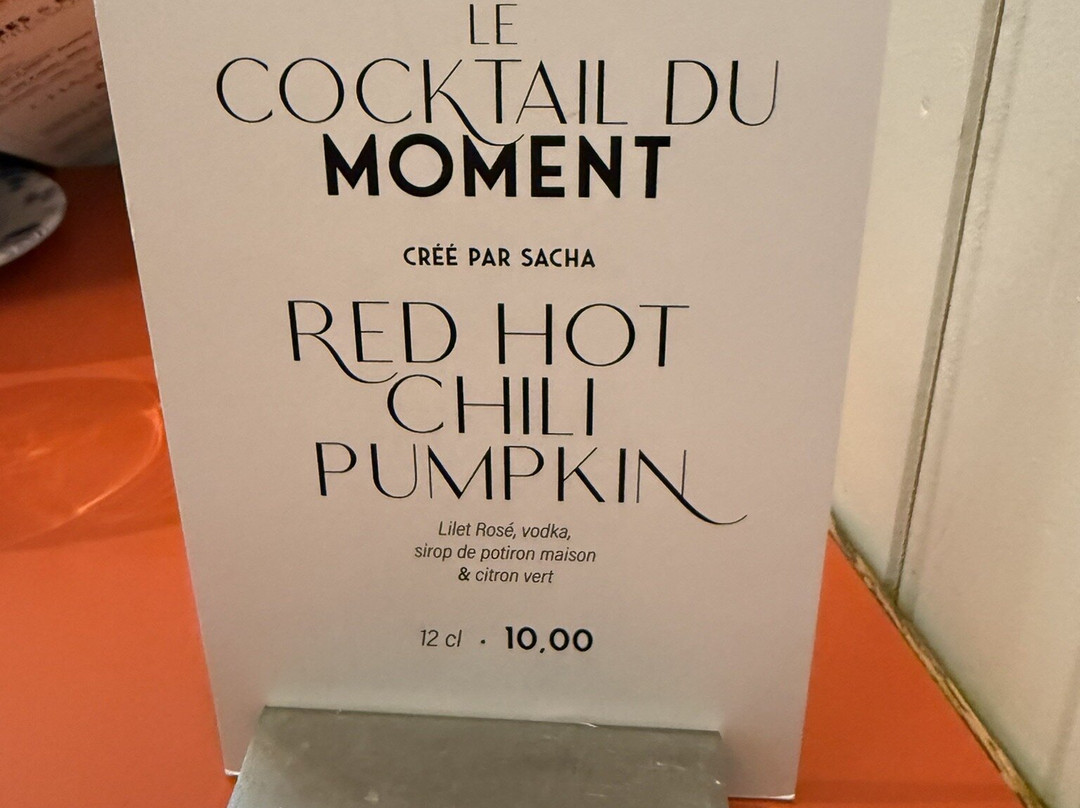 LE
COCKTAIL DU
MOMENT
CRÉÉ PAR SACHA
RED HOT
CHILI
PUMPKIN
Lilet Rosé, vodka,
sirop de potiron maison
& citron vert
12 cl · 10,00